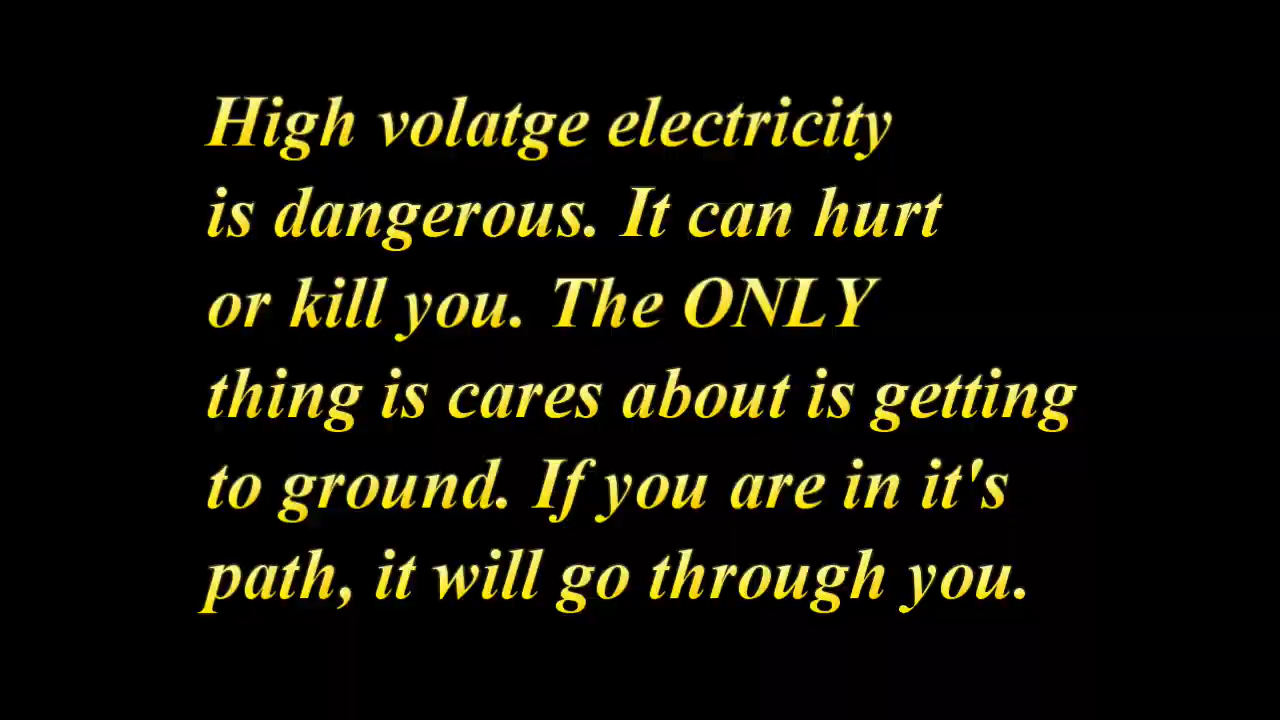 High volatge electricity
is dangerous. It can hurt
or kill you. The ONLY
thing is cares about is getting
to ground. If you are in it's
path, it will go through you.